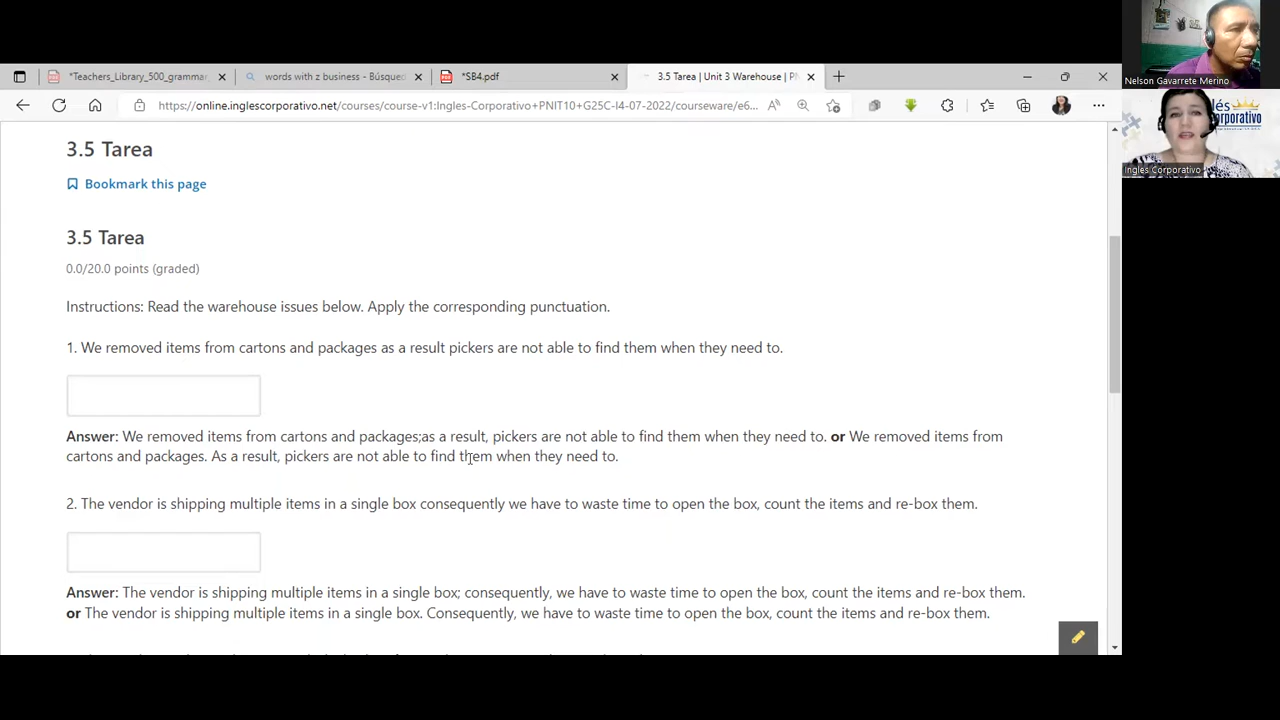 *Teachers_Library_500_grammar
words with z business - Búsqued
*SB4.pdf
3.5 Tarea | Unit 3 Warehouse | PN
https://online.inglescorporativo.net/courses/course-v1:Ingles-Corporativo+PNIT10+G25C-I4-07-2022/courseware/e6...
Nelson Gavarrete Merino
lés
corporativo
Ingles Corporativo
3.5 Tarea
Bookmark this page
3.5 Tarea
0.0/20.0 points (graded)
Instructions: Read the warehouse issues below. Apply the corresponding punctuation.
1. We removed items from cartons and packages as a result pickers are not able to find them when they need to.
Answer: We removed items from cartons and packages;as a result, pickers are not able to find them when they need to. or We removed items from
cartons and packages. As a result, pickers are not able to find them when they need to.
2. The vendor is shipping multiple items in a single box consequently we have to waste time to open the box, count the items and re-box them.
Answer: The vendor is shipping multiple items in a single box; consequently, we have to waste time to open the box, count the items and re-box them.
or The vendor is shipping multiple items in a single box. Consequently, we have to waste time to open the box, count the items and re-box them.